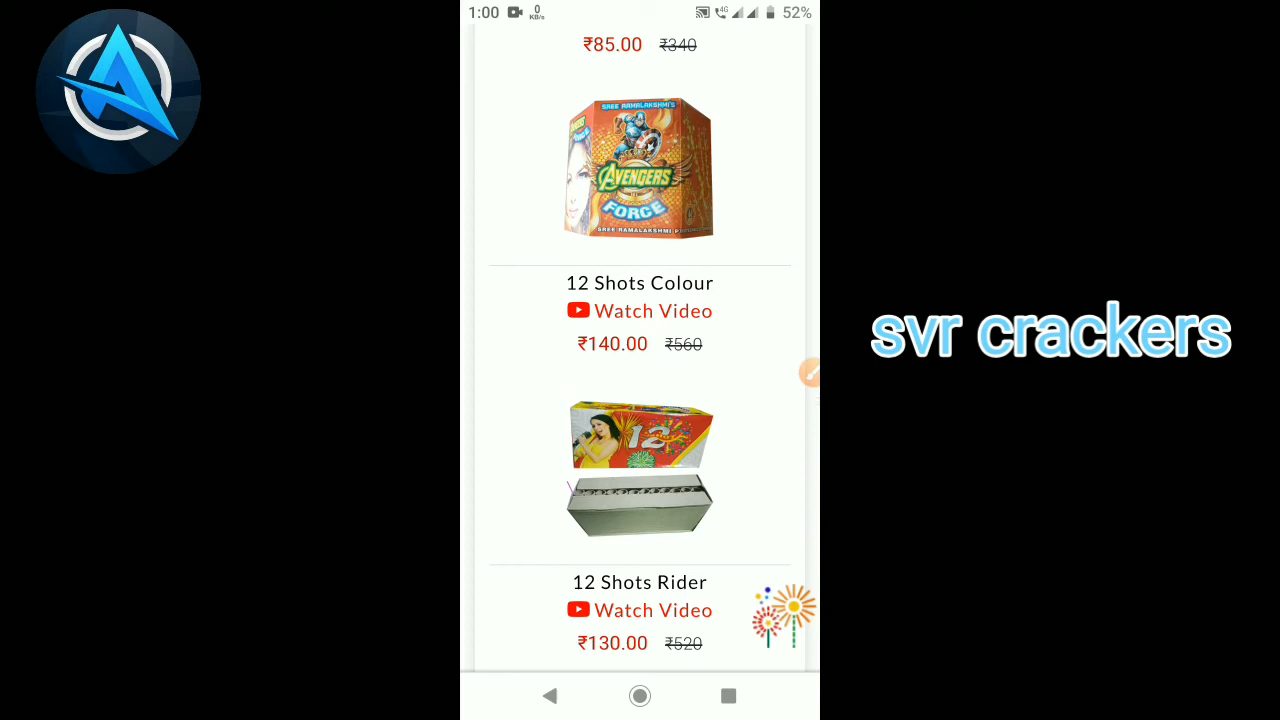 1:00 0 KB/s 4G 52%
₹85.00 ₹340
SREE RAMALAKSHMI'S
AVENGERS
FORCE
12 Shots Colour
Watch Video
₹140.00 ₹560
svr crackers
12
12 Shots Rider
Watch Video
₹130.00 ₹520